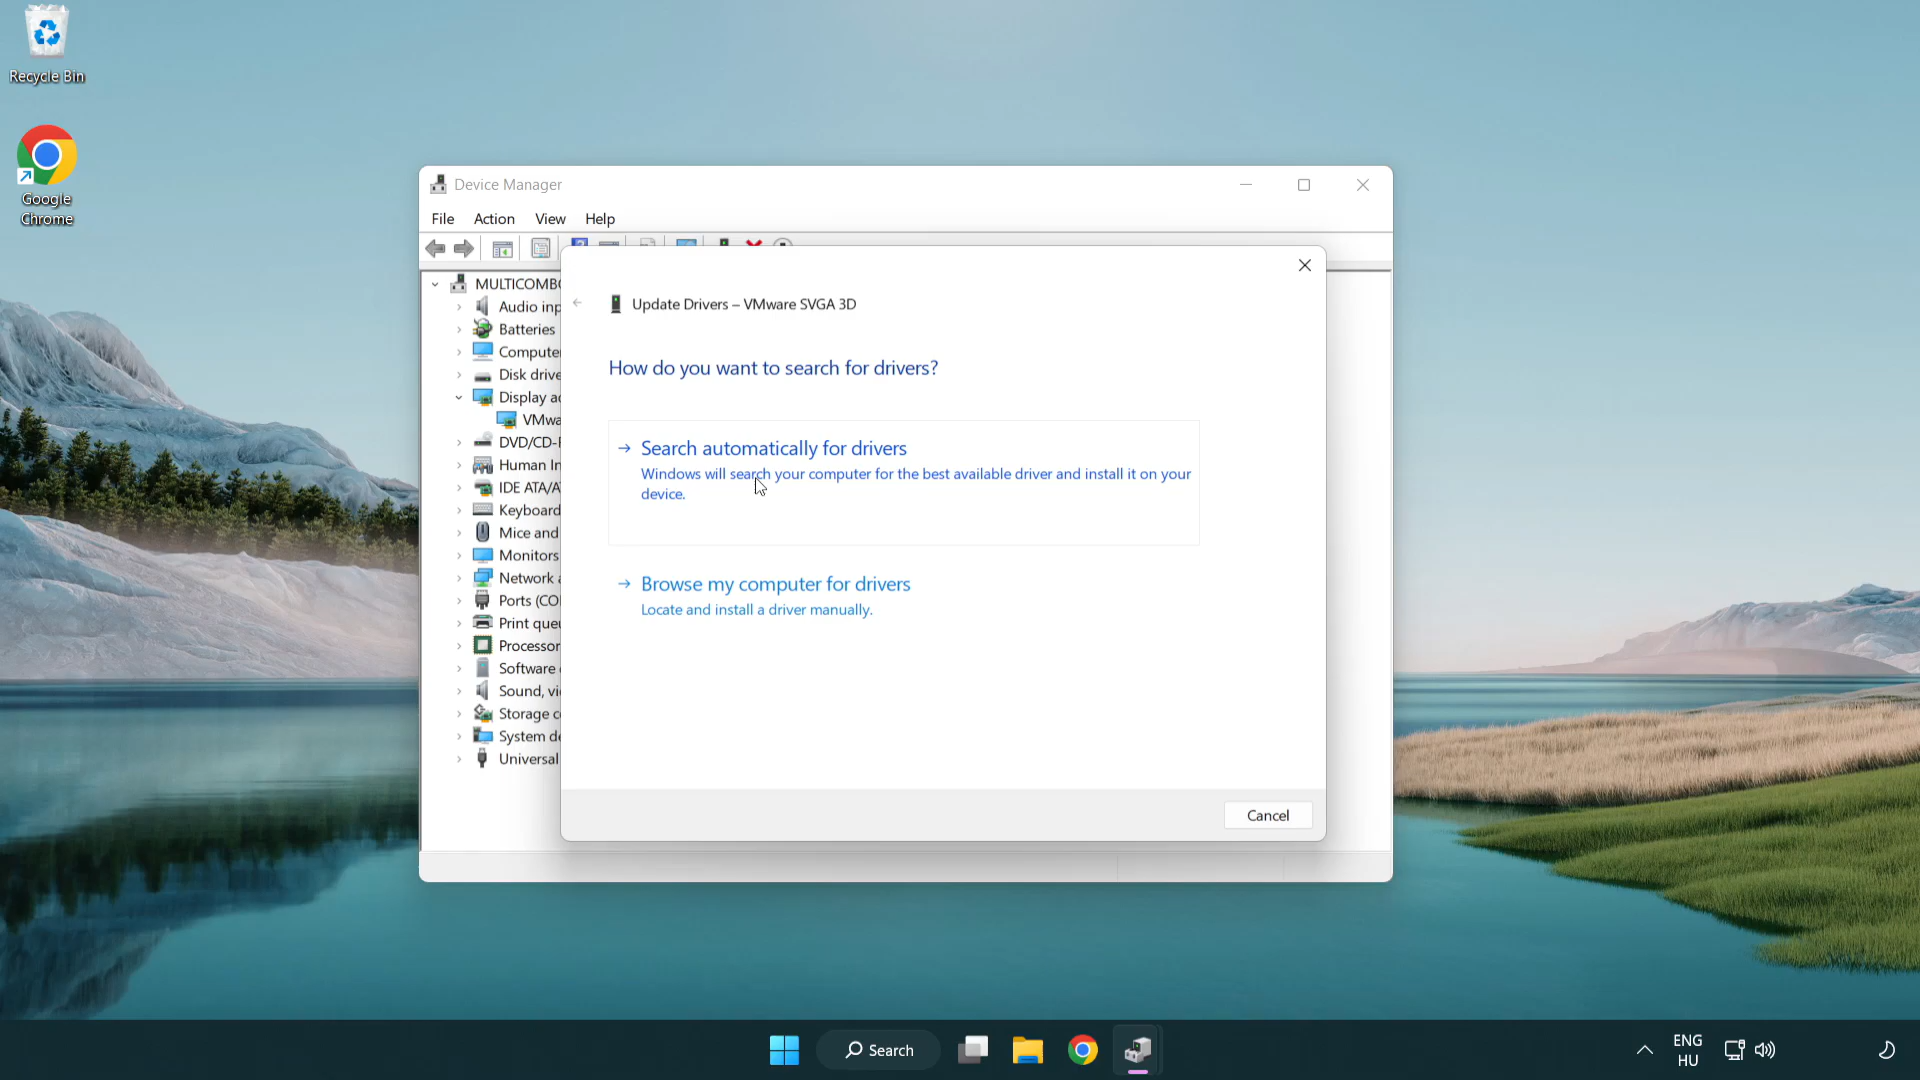 Recycle Bin
Google
Chrome
Device Manager
File Action View Help
MULTICOMBO
Audio inp
Batteries
Compute
Disk drive
Display a
VMwa
DVD/CD-
Human In
IDE ATA/A
Keyboard
Mice and
Monitors
Network a
Ports (CO
Print que
Processor
Software
Sound, vi
Storage c
System de
Universal
Update Drivers – VMware SVGA 3D
How do you want to search for drivers?
Search automatically for drivers
Windows will search your computer for the best available driver and install it on your
device.
Browse my computer for drivers
Locate and install a driver manually.
Cancel
Search
ENG
HU